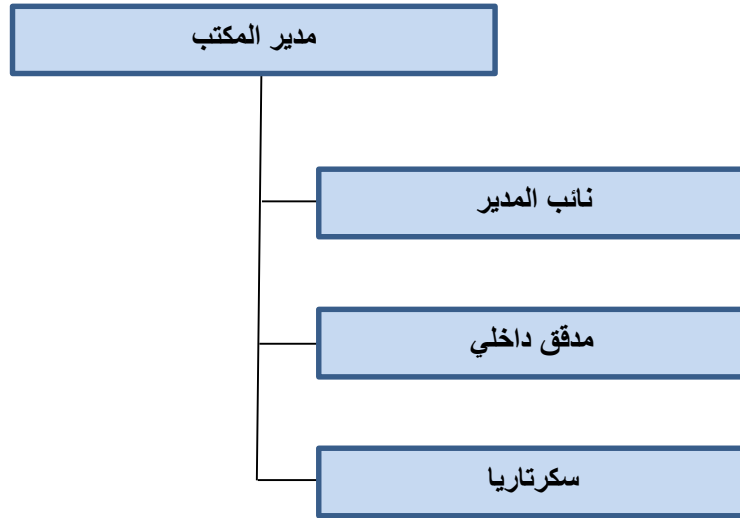 مدير المكتب
نائب المدير
مدقق داخلي
سكرتاريا